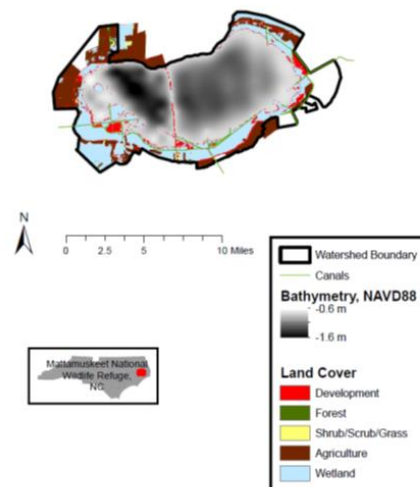 N
0 2.5 5 10 Miles
Mattamuskeet National
Wildlife Refuge,
NC
Watershed Boundary
Canals
Bathymetry, NAVD88
-0.6 m
-1.6 m
Land Cover
Development
Forest
Shrub/Scrub/Grass
Agriculture
Wetland